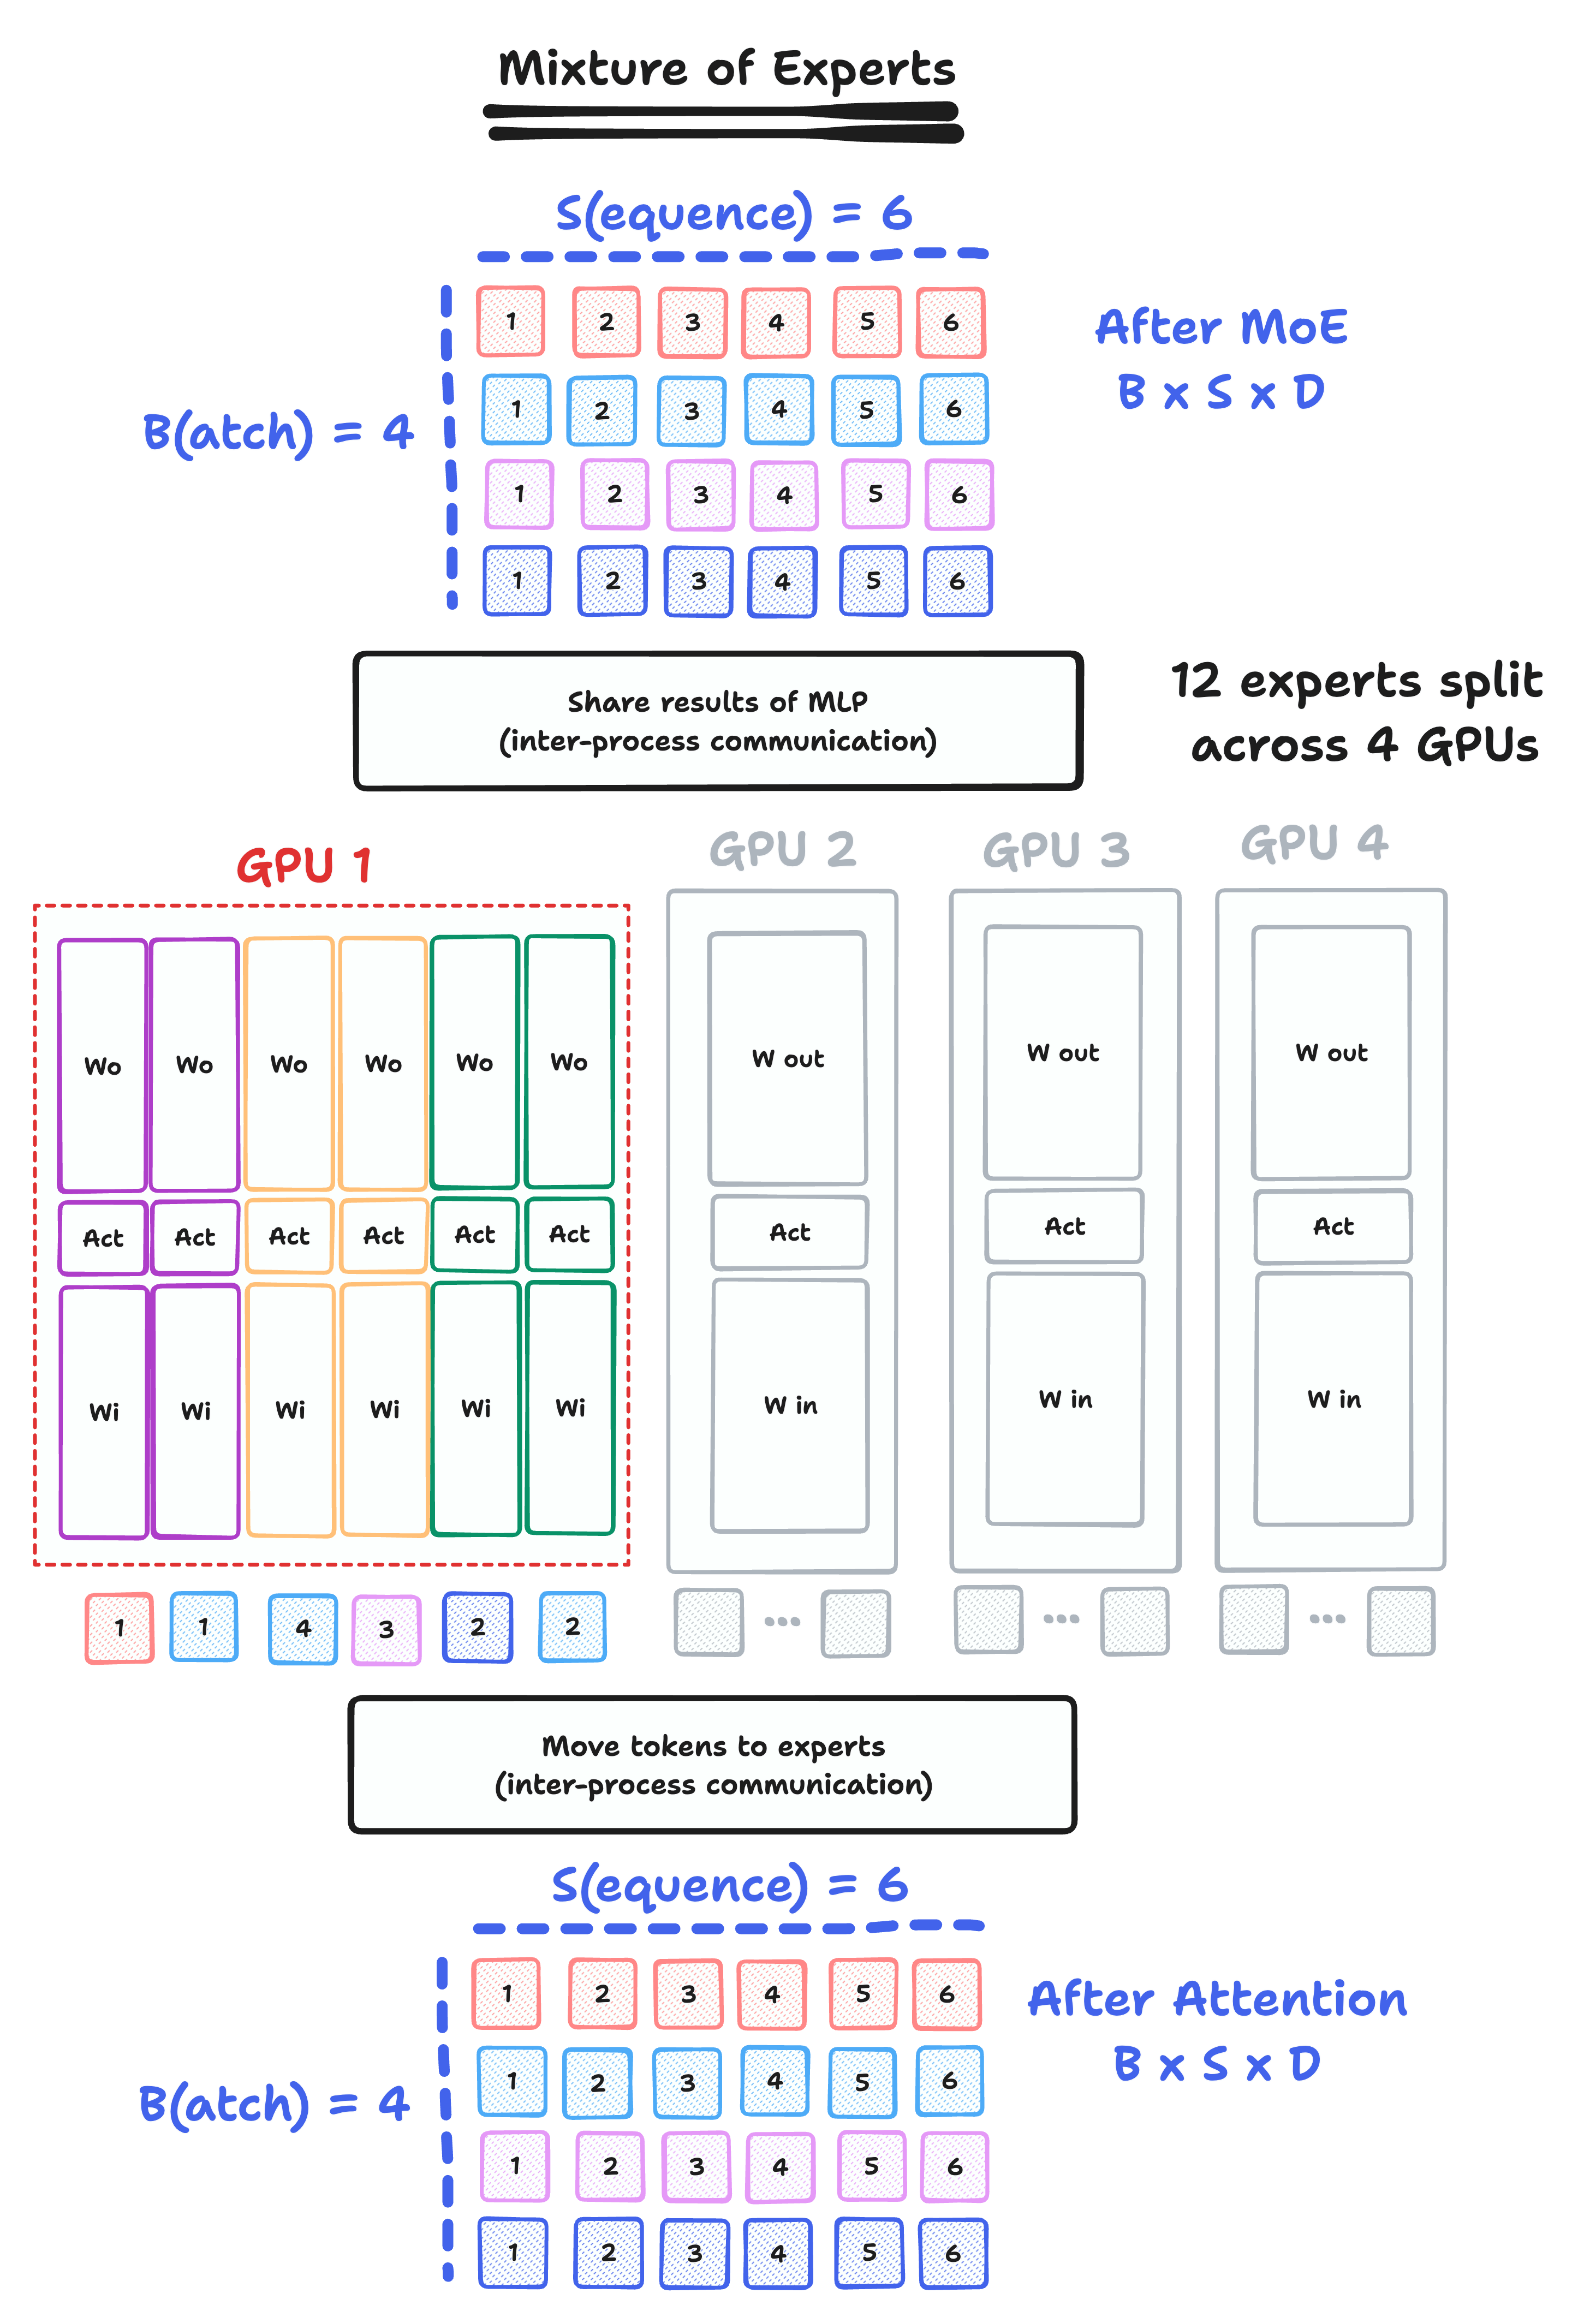 Mixture of Experts
S(equence) = 6
1 2 3 4 5 6
After MoE
B x S x D
1 2 3 4 5 6
B(atch) = 4
1 2 3 4 5 6
1 2 3 4 5 6
Share results of MLP
(inter-process communication)
12 experts split
across 4 GPUs
GPU 1
GPU 2
GPU 3
GPU 4
Wo Wo Wo Wo Wo Wo
W out
W out
W out
Act Act Act Act Act Act
Act
Act
Act
Wi Wi Wi Wi Wi Wi
W in
W in
W in
1 1 4 3 2 2
...
...
...
Move tokens to experts
(inter-process communication)
S(equence) = 6
1 2 3 4 5 6
After Attention
B x S x D
1 2 3 4 5 6
B(atch) = 4
1 2 3 4 5 6
1 2 3 4 5 6